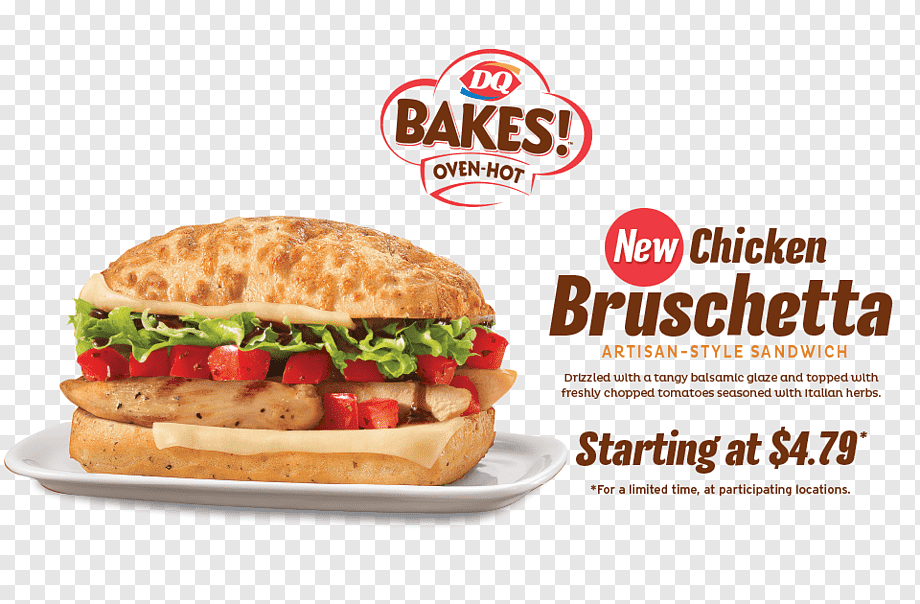 DQ
BAKES!™
OVEN-HOT
New Chicken
Bruschetta
ARTISAN-STYLE SANDWICH
Drizzled with a tangy balsamic glaze and topped with
freshly chopped tomatoes seasoned with Italian herbs.
Starting at $4.79*
*For a limited time, at participating locations.